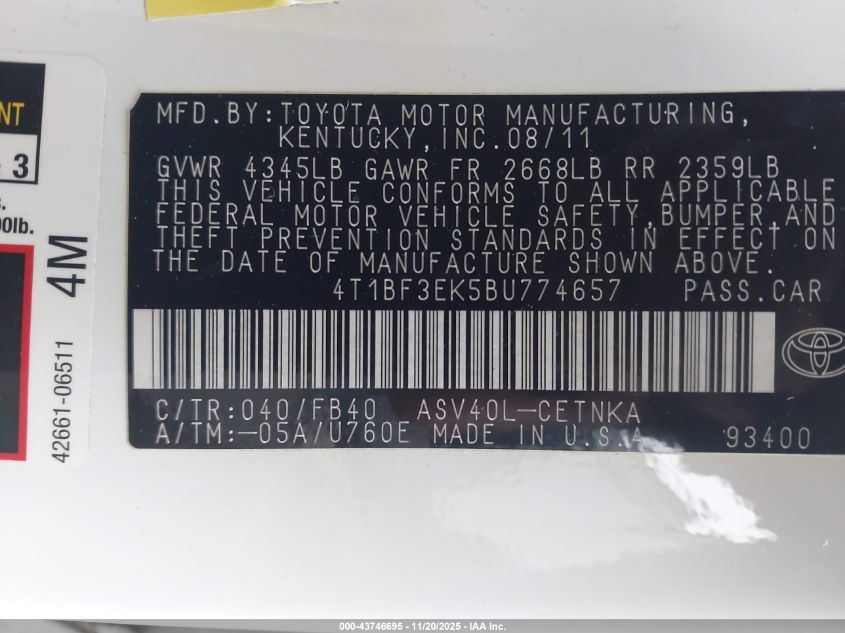 MFD.BY:TOYOTA MOTOR MANUFACTURING,
KENTUCKY,INC.08/11
GVWR 4345LB GAWR FR 2668LB RR 2359LB
THIS VEHICLE CONFORMS TO ALL APPLICABLE
FEDERAL MOTOR VEHICLE SAFETY,BUMPER,AND
THEFT PREVENTION STANDARDS IN EFFECT ON
THE DATE OF MANUFACTURE SHOWN ABOVE.
4T1BF3EK5BU774657 PASS.CAR
C/TR:040/FB40 ASV40L-CETNKA
A/TM:-05A/U760E MADE IN U.S.A 93400
3
42661-06511
4M
000-43746695 - 11/20/2025 - IAA Inc.